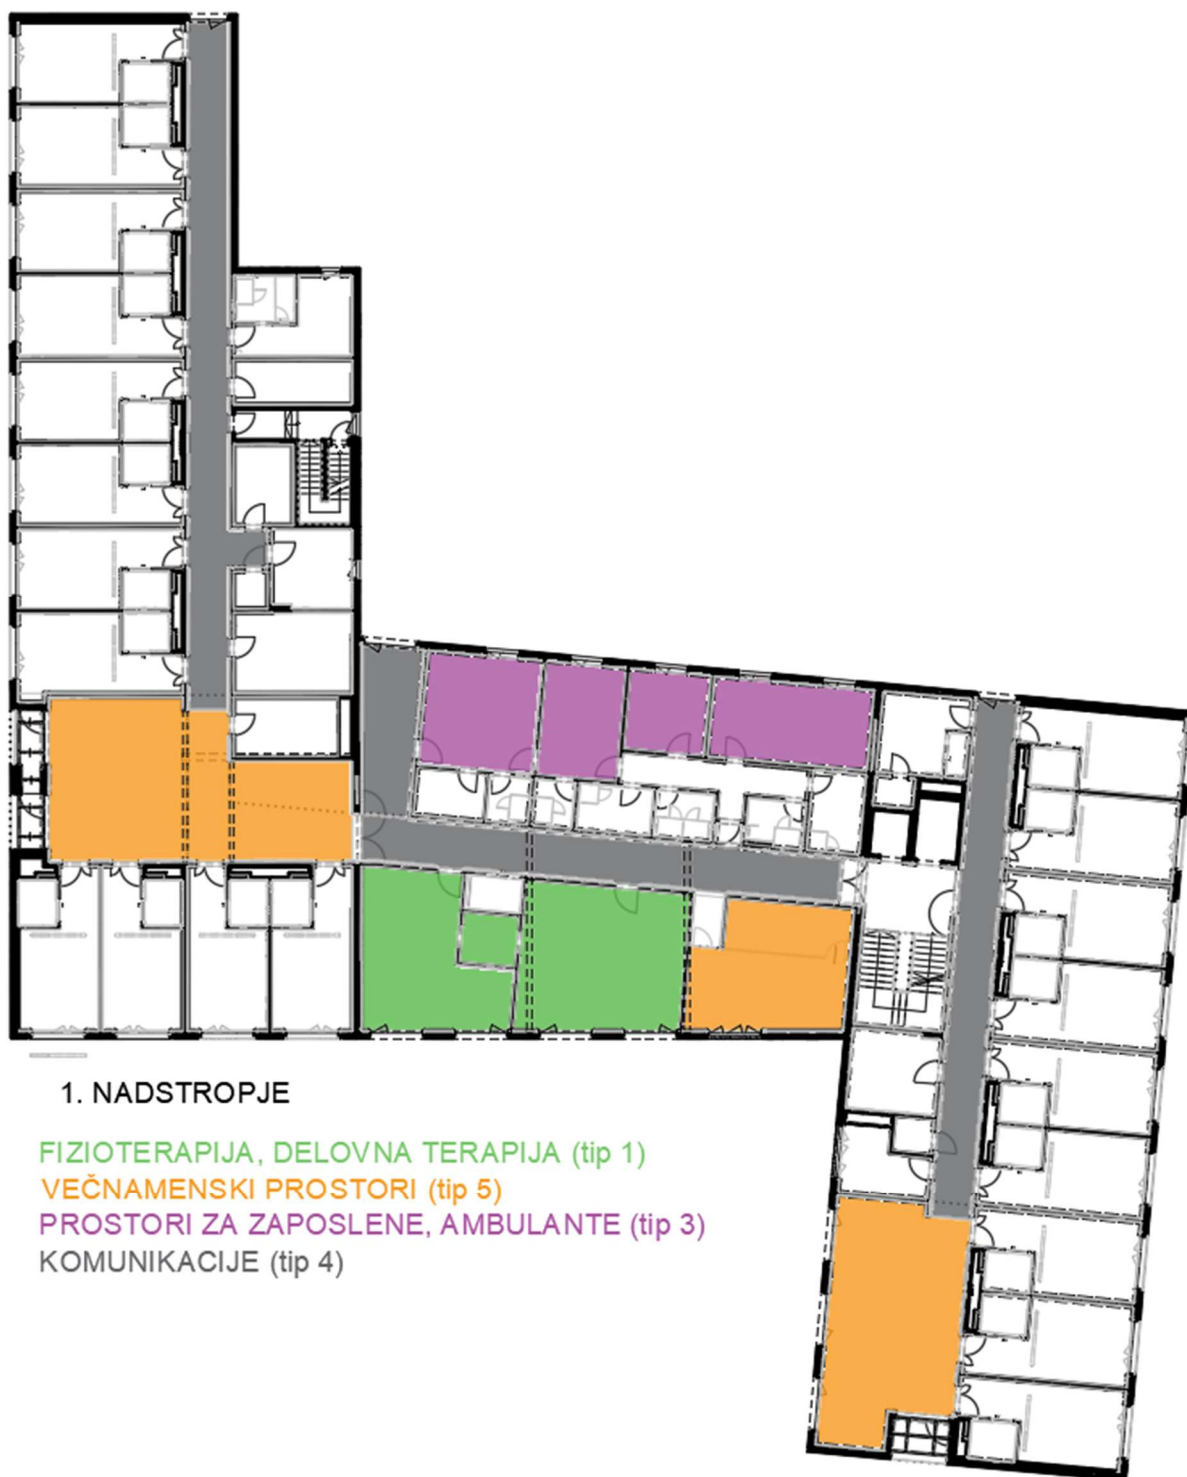 1. NADSTROPJE
FIZIOTERAPIJA, DELOVNA TERAPIJA (tip 1)
VEČNAMENSKI PROSTORI (tip 5)
PROSTORI ZA ZAPOSLENE, AMBULANTE (tip 3)
KOMUNIKACIJE (tip 4)